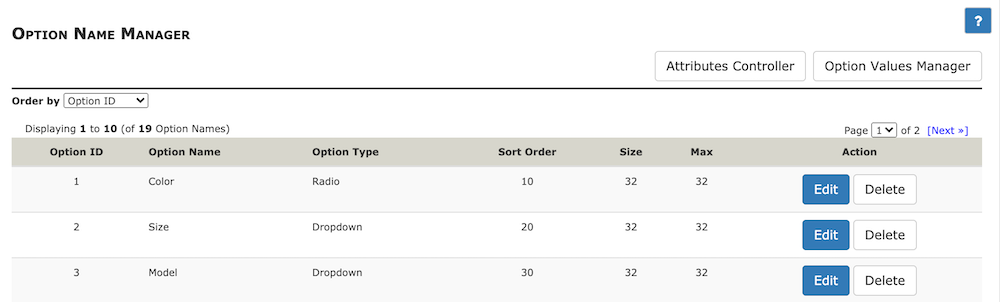 ?
Option Name Manager
Attributes Controller Option Values Manager
Order by Option ID
Displaying 1 to 10 (of 19 Option Names) Page 1 of 2 [Next »]
Option ID Option Name Option Type Sort Order Size Max Action
1 Color Radio 10 32 32 Edit Delete
2 Size Dropdown 20 32 32 Edit Delete
3 Model Dropdown 30 32 32 Edit Delete